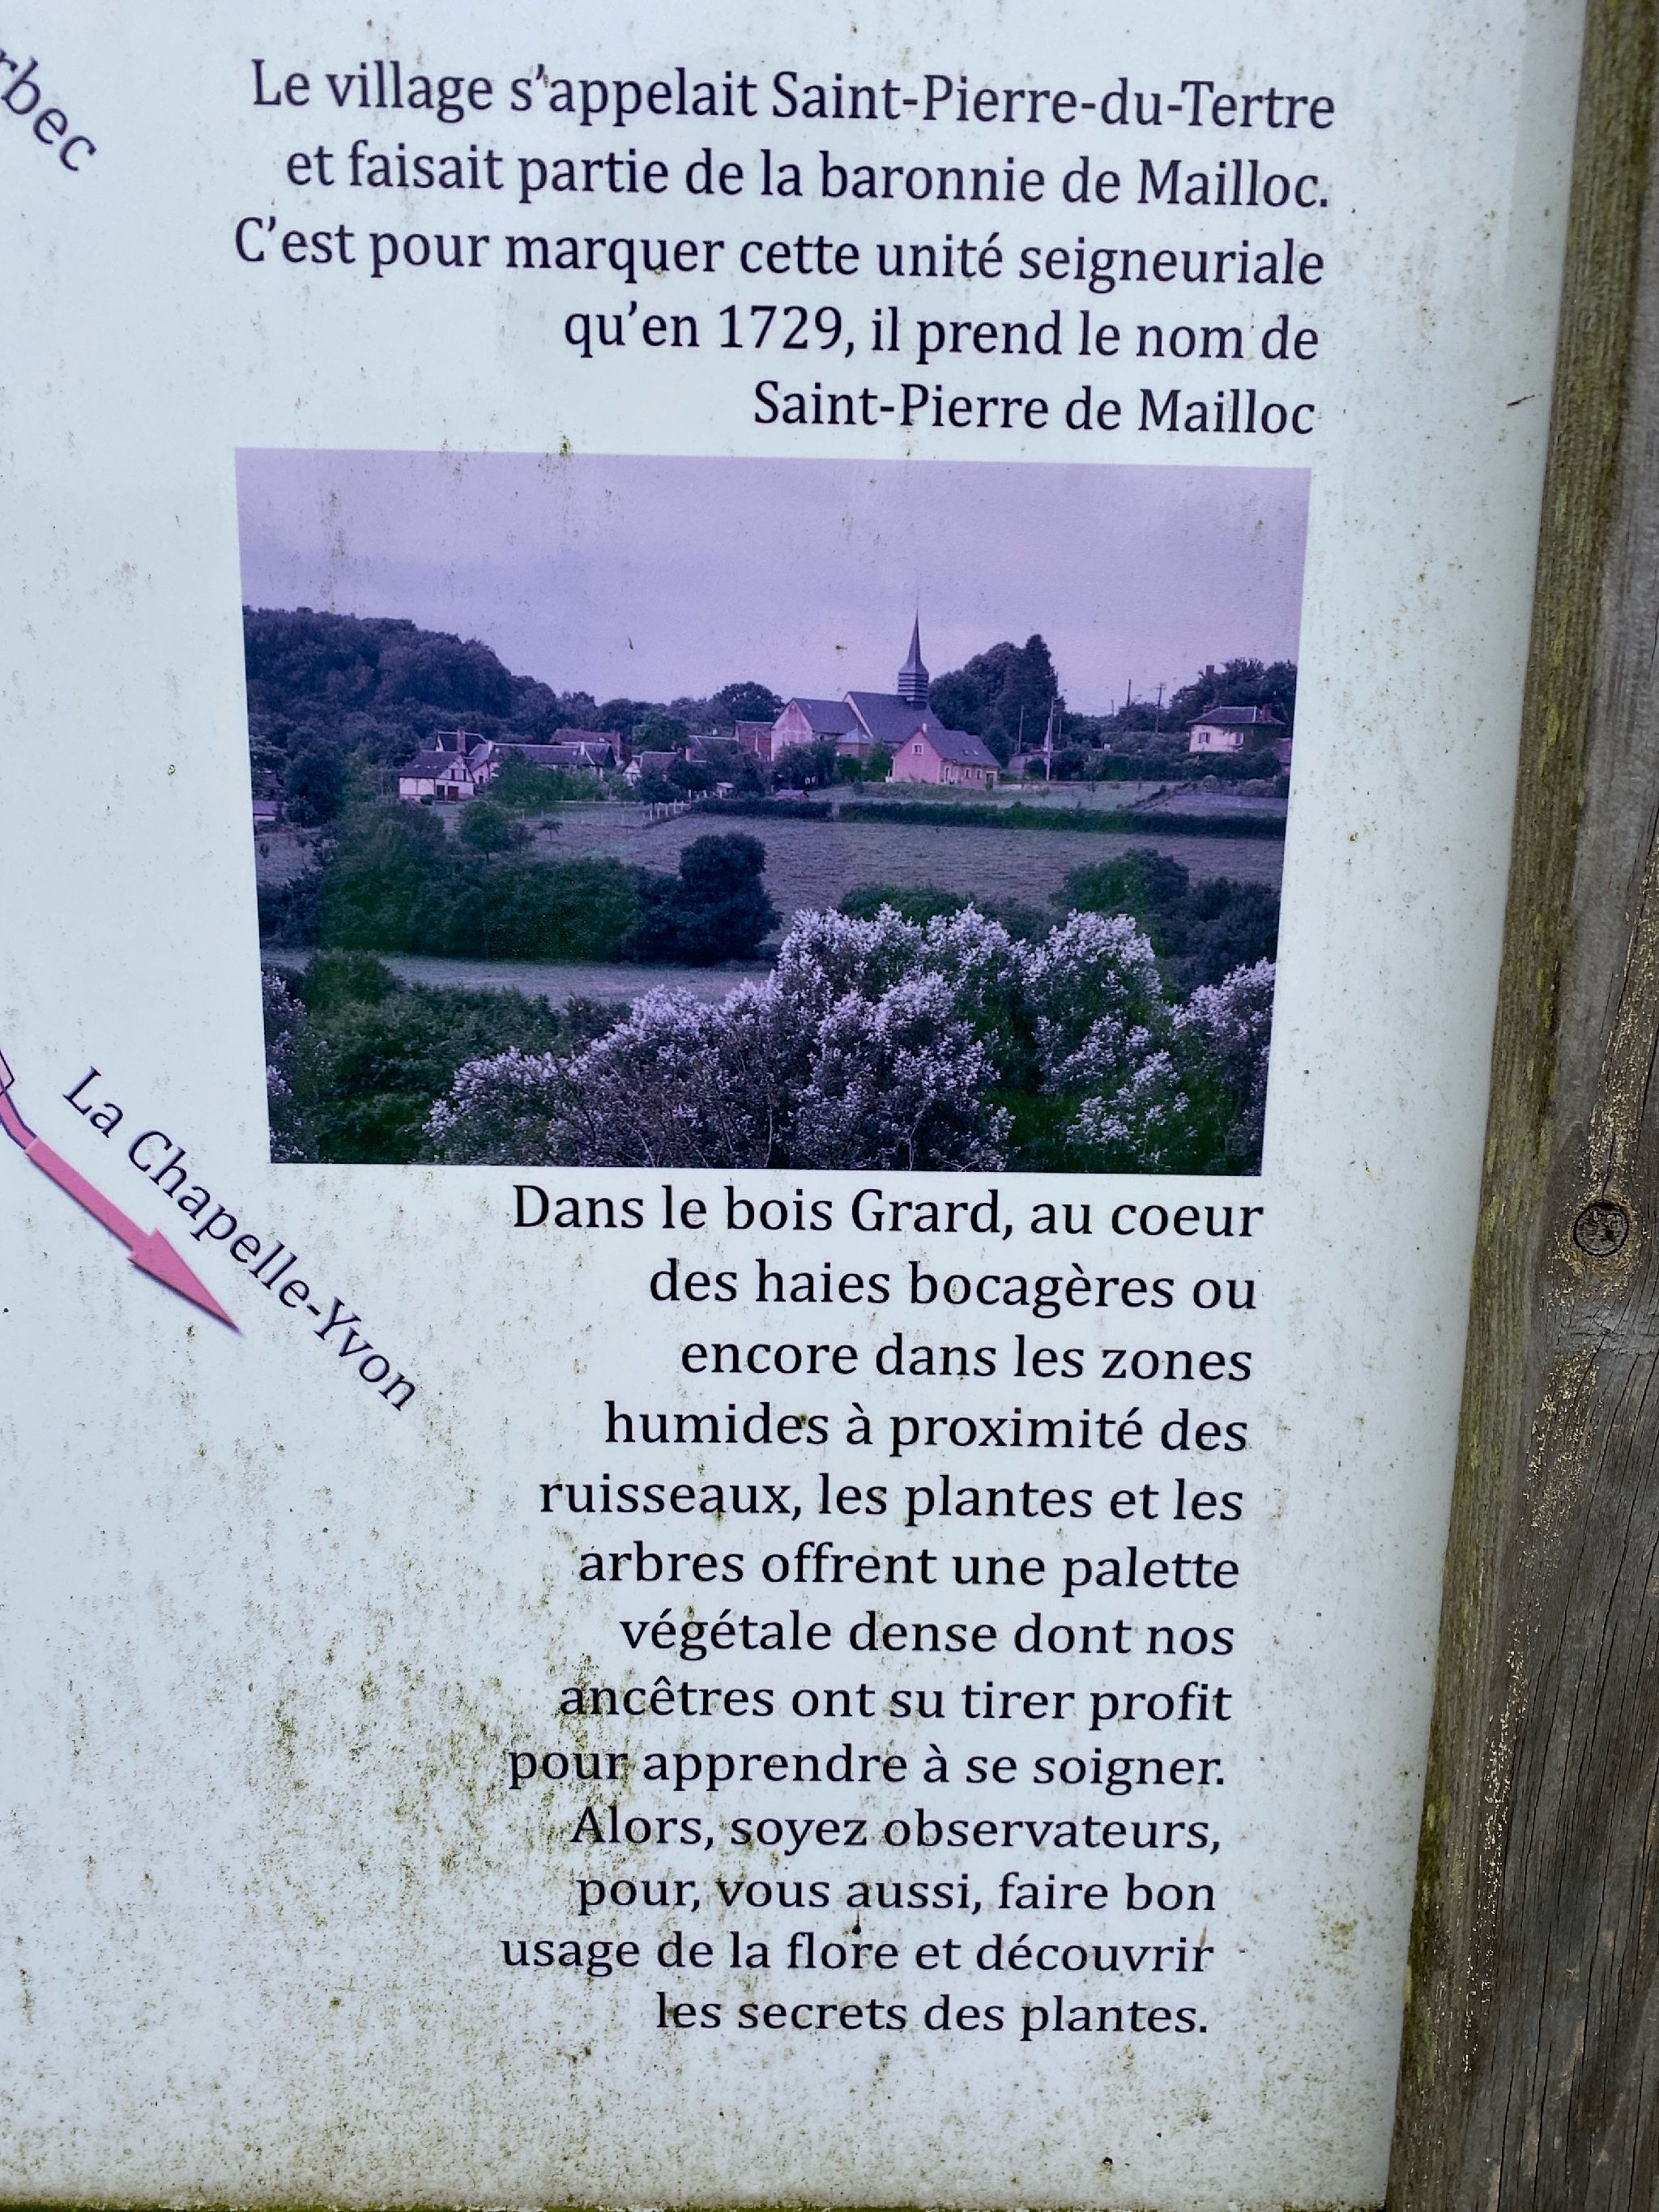 Le village s'appelait Saint-Pierre-du-Tertre
et faisait partie de la baronnie de Mailloc.
C'est pour marquer cette unité seigneuriale
qu'en 1729, il prend le nom de
Saint-Pierre de Mailloc
La Chapelle-Yvon
Dans le bois Grard, au coeur
des haies bocagères ou
encore dans les zones
humides à proximité des
ruisseaux, les plantes et les
arbres offrent une palette
végétale dense dont nos
ancêtres ont su tirer profit
pour apprendre à se soigner.
Alors, soyez observateurs,
pour, vous aussi, faire bon
usage de la flore et découvrir
les secrets des plantes.